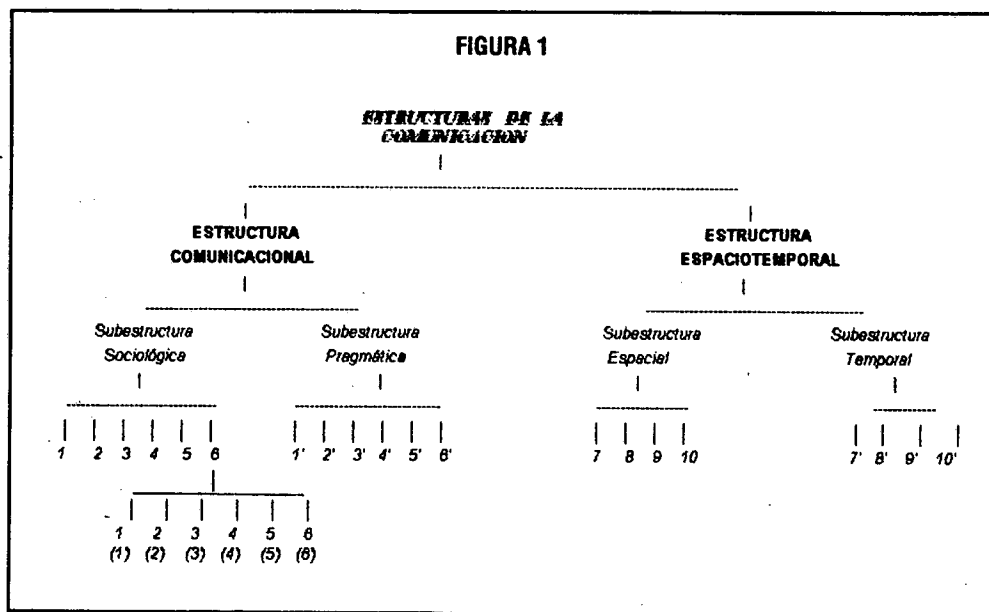 FIGURA 1
ESTRUCTURAS DE LA
COMUNICACION
ESTRUCTURA
COMUNICACIONAL
ESTRUCTURA
ESPACIOTEMPORAL
Subestructura
Sociológica
Subestructura
Pragmática
Subestructura
Espacial
Subestructura
Temporal
1 2 3 4 5 6
1' 2' 3' 4' 5' 6'
7 8 9 10
7' 8' 9' 10'
1 2 3 4 5 6
(1) (2) (3) (4) (5) (6)